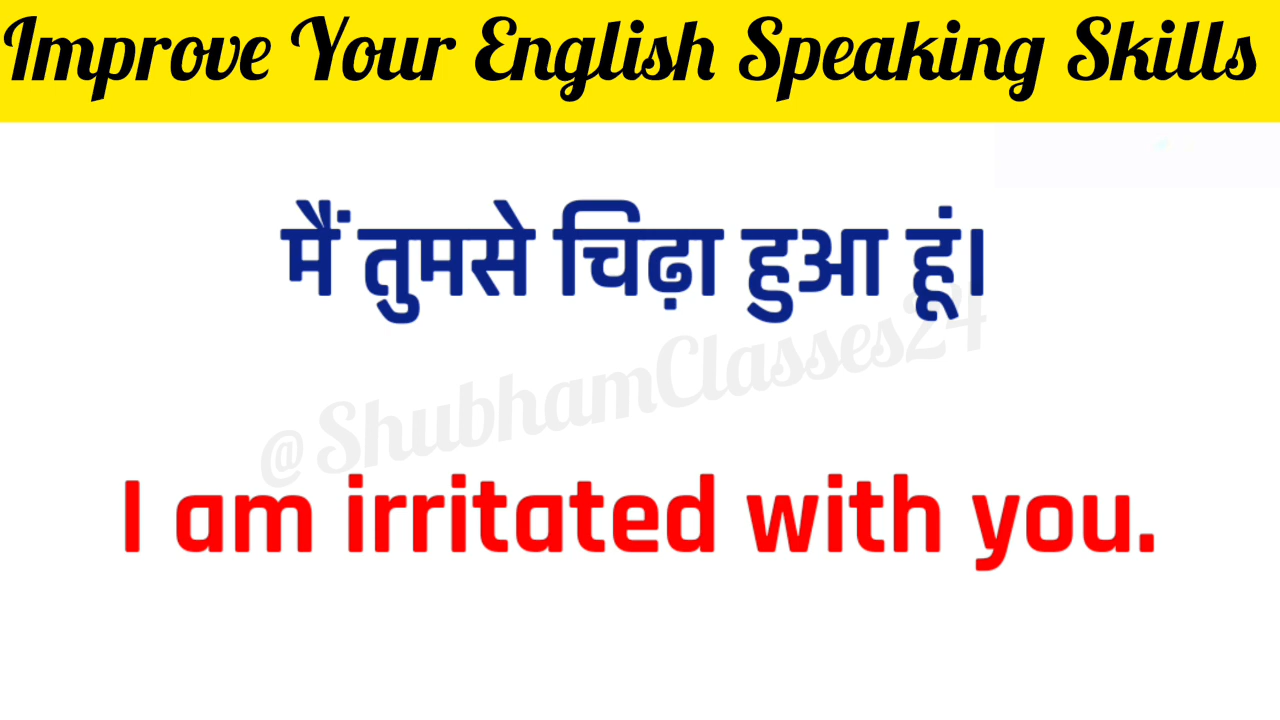 Improve Your English Speaking Skills
मैं तुमसे चिढ़ा हुआ हूं।
@ShubhamClasses24
I am irritated with you.